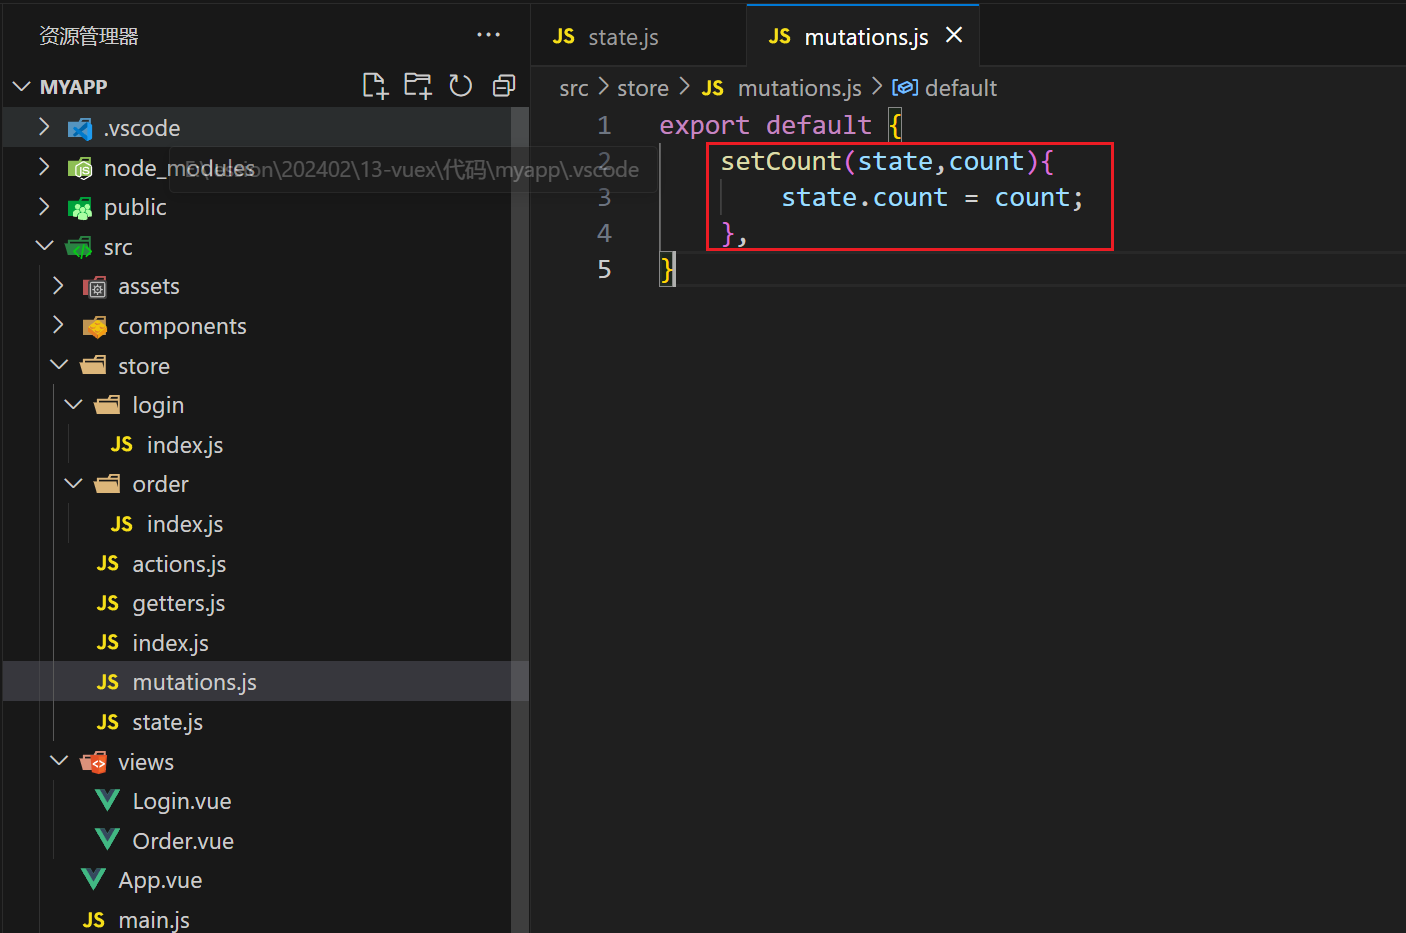 资源管理器
MYAPP
.vscode
node_modules
public
src
assets
components
store
login
JS index.js
order
JS index.js
JS actions.js
JS getters.js
JS index.js
JS mutations.js
JS state.js
views
Login.vue
Order.vue
App.vue
JS main.js
\202402\13-vuex\代码\myapp\.vscode
JS state.js
JS mutations.js
src > store > JS mutations.js > default
1 export default {
2 setCount(state,count){
3 state.count = count;
4 },
5 }